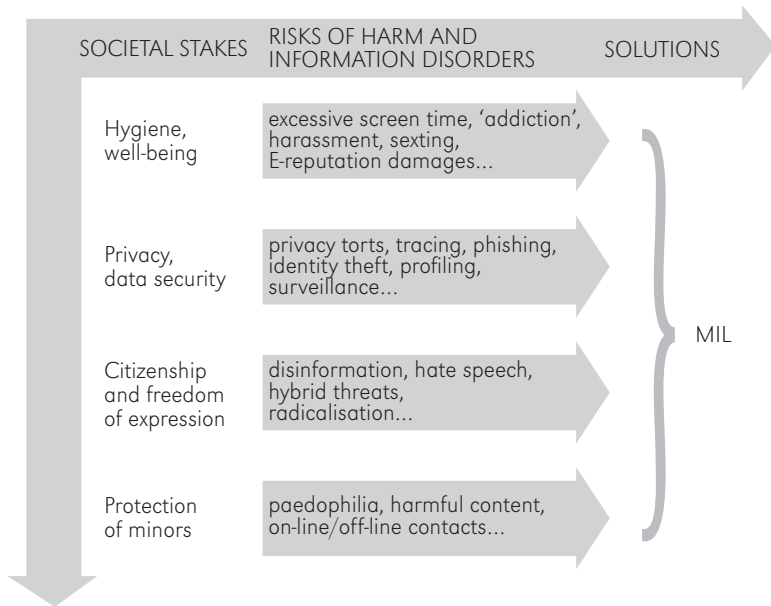 SOCIETAL STAKES
RISKS OF HARM AND
INFORMATION DISORDERS
SOLUTIONS
Hygiene,
well-being
excessive screen time, ‘addiction’,
harassment, sexting,
E-reputation damages...
Privacy,
data security
privacy torts, tracing, phishing,
identity theft, profiling,
surveillance...
Citizenship
and freedom
of expression
disinformation, hate speech,
hybrid threats,
radicalisation...
Protection
of minors
paedophilia, harmful content,
on-line/off-line contacts...
MIL